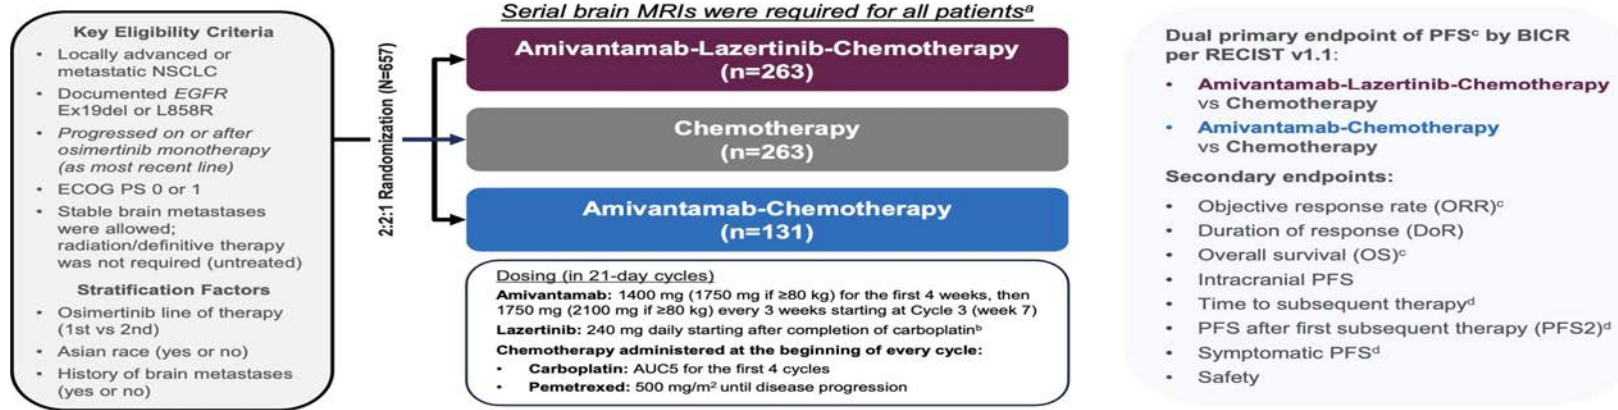 Serial brain MRIs were required for all patientsᵃ
Key Eligibility Criteria
• Locally advanced or
metastatic NSCLC
• Documented EGFR
Ex19del or L858R
• Progressed on or after
osimertinib monotherapy
(as most recent line)
• ECOG PS 0 or 1
• Stable brain metastases
were allowed;
radiation/definitive therapy
was not required (untreated)
Stratification Factors
• Osimertinib line of therapy
(1st vs 2nd)
• Asian race (yes or no)
• History of brain metastases
(yes or no)
2:2:1 Randomization (N=657)
Amivantamab-Lazertinib-Chemotherapy
(n=263)
Chemotherapy
(n=263)
Amivantamab-Chemotherapy
(n=131)
Dosing (in 21-day cycles)
Amivantamab: 1400 mg (1750 mg if ≥80 kg) for the first 4 weeks, then
1750 mg (2100 mg if ≥80 kg) every 3 weeks starting at Cycle 3 (week 7)
Lazertinib: 240 mg daily starting after completion of carboplatinᵇ
Chemotherapy administered at the beginning of every cycle:
• Carboplatin: AUC5 for the first 4 cycles
• Pemetrexed: 500 mg/m² until disease progression
Dual primary endpoint of PFSᶜ by BICR
per RECIST v1.1:
• Amivantamab-Lazertinib-Chemotherapy
vs Chemotherapy
• Amivantamab-Chemotherapy
vs Chemotherapy
Secondary endpoints:
• Objective response rate (ORR)ᶜ
• Duration of response (DoR)
• Overall survival (OS)ᶜ
• Intracranial PFS
• Time to subsequent therapyᵈ
• PFS after first subsequent therapy (PFS2)ᵈ
• Symptomatic PFSᵈ
• Safety